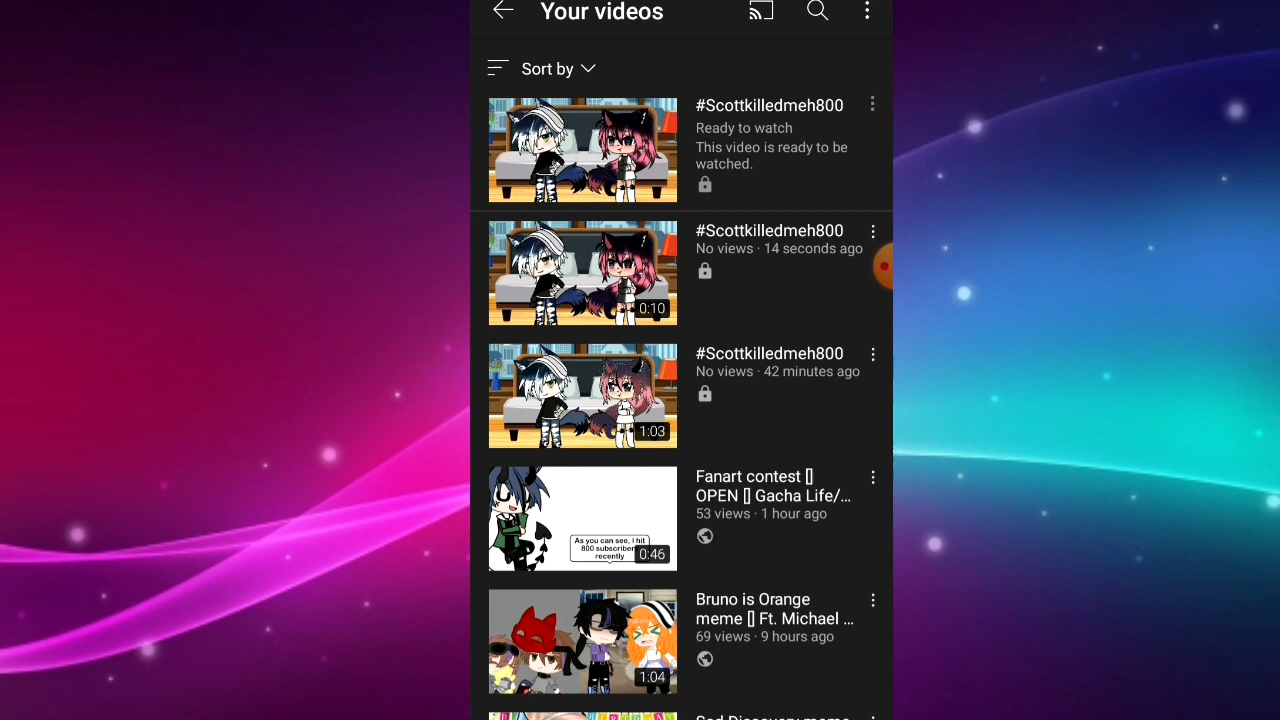 Your videos
Sort by
#Scottkilledmeh800
Ready to watch
This video is ready to be
watched.
#Scottkilledmeh800
No views · 14 seconds ago
0:10
#Scottkilledmeh800
No views · 42 minutes ago
1:03
Fanart contest []
OPEN [] Gacha Life/...
53 views · 1 hour ago
As you can see, I hit
800 subscribers
recently
0:46
Bruno is Orange
meme [] Ft. Michael ...
69 views · 9 hours ago
1:04